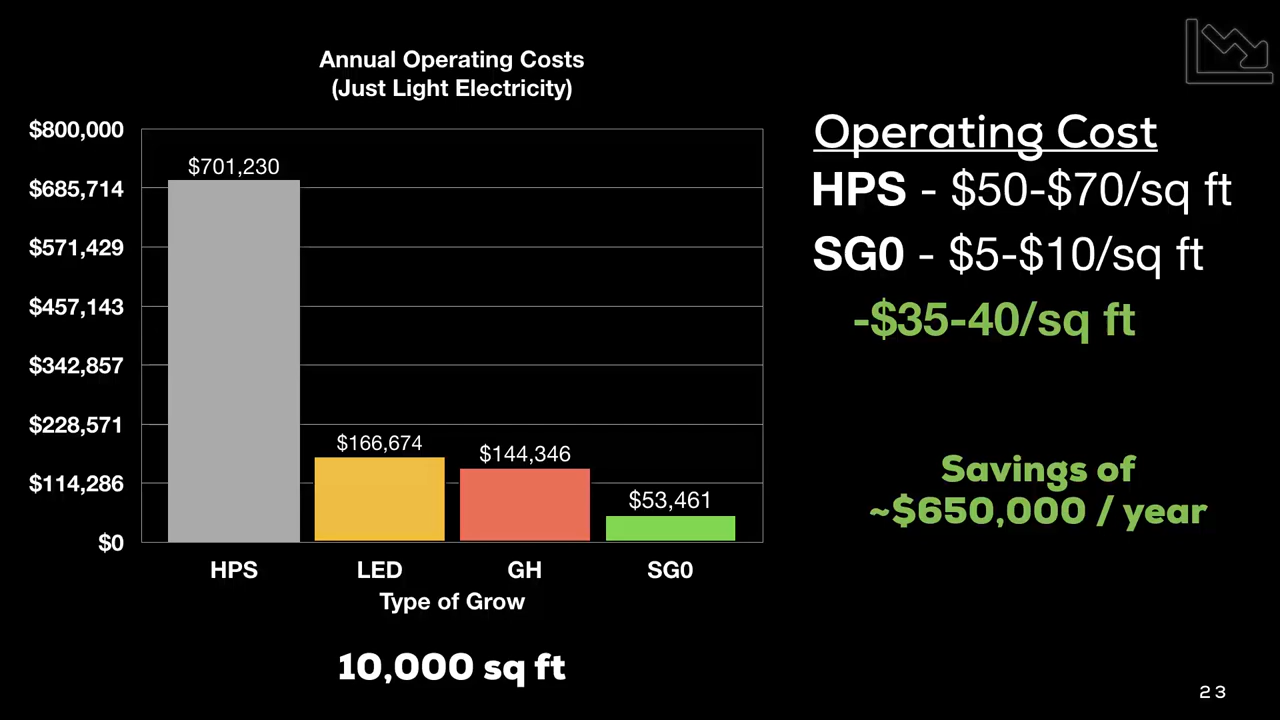 Annual Operating Costs
(Just Light Electricity)
$800,000
$685,714
$571,429
$457,143
$342,857
$228,571
$114,286
$0
$701,230
$166,674
$144,346
$53,461
HPS
LED
GH
SG0
Type of Grow
10,000 sq ft
Operating Cost
HPS - $50-$70/sq ft
SG0 - $5-$10/sq ft
-$35-40/sq ft
Savings of
~$650,000 / year
23